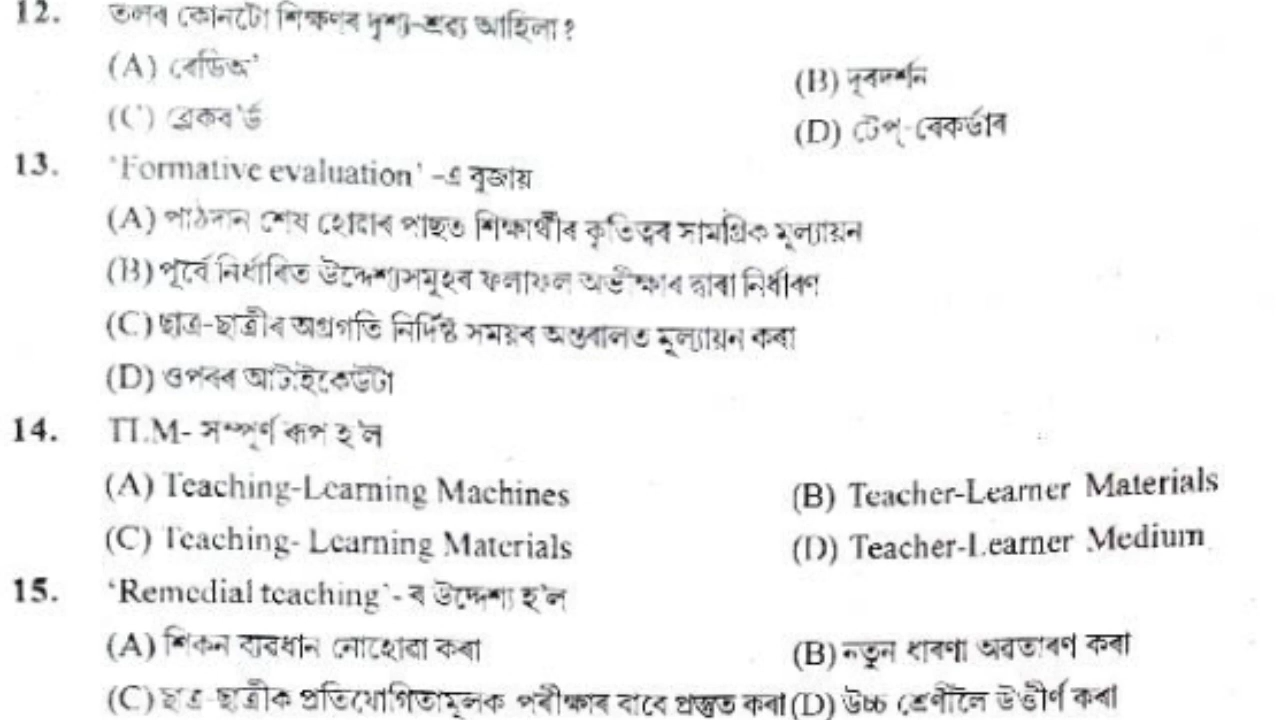 12. তলৰ কোনটো শিক্ষণৰ দৃশ্য-শ্ৰব্য আহিলা ?
(A) ৰেডিঅ' (B) দূৰদৰ্শন
(C) ব্লেকব'ৰ্ড (D) টেপ্-ৰেকৰ্ডাৰ
13. 'Formative evaluation' -এ বুজায়
(A) পাঠদান শেষ হোৱাৰ পাছত শিক্ষাৰ্থীৰ কৃতিত্বৰ সামগ্ৰিক মূল্যায়ন
(B) পূৰ্বে নিৰ্ধাৰিত উদ্দেশ্যসমূহৰ ফলাফল অভীক্ষাৰ দ্বাৰা নিৰ্ধাৰণ
(C) ছাত্ৰ-ছাত্ৰীৰ অগ্ৰগতি নিৰ্দিষ্ট সময়ৰ অন্তৰালত মূল্যায়ন কৰা
(D) ওপৰৰ আটাইকেউটা
14. TLM- সম্পূৰ্ণ ৰূপ হ'ল
(A) Teaching-Learning Machines (B) Teacher-Learner Materials
(C) Teaching- Learning Materials (D) Teacher-Learner Medium
15. 'Remedial teaching'- ৰ উদ্দেশ্য হ'ল
(A) শিকন ব্যৱধান নোহোৱা কৰা (B) নতুন ধাৰণা অৱতাৰণ কৰা
(C) ছাত্ৰ-ছাত্ৰীক প্ৰতিযোগিতামূলক পৰীক্ষাৰ বাবে প্ৰস্তুত কৰা (D) উচ্চ শ্ৰেণীলৈ উত্তীৰ্ণ কৰা